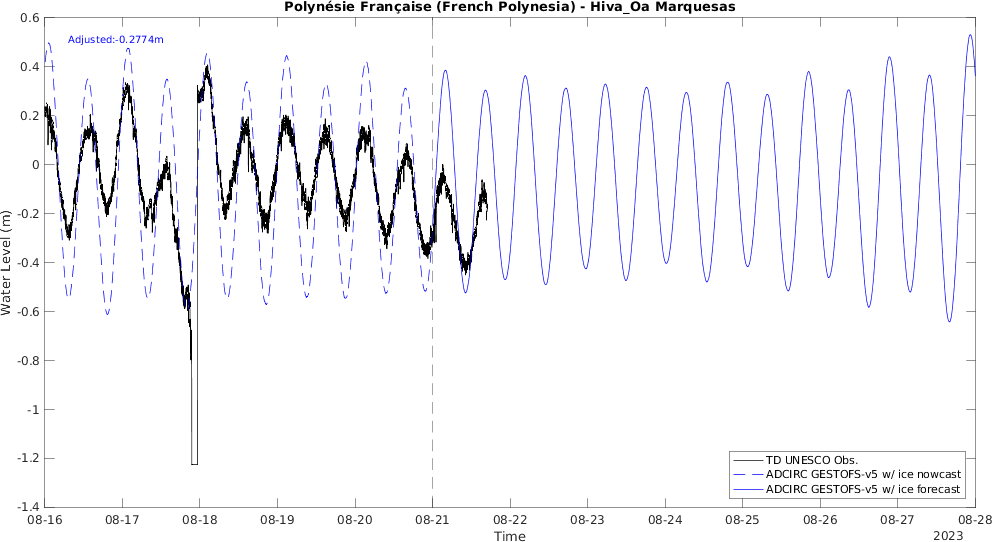 Polynésie Française (French Polynesia) - Hiva_Oa Marquesas
Adjusted:-0.2774m
0.6
0.4
0.2
0
-0.2
-0.4
-0.6
-0.8
-1
-1.2
-1.4
Water Level (m)
TD UNESCO Obs.
ADCIRC GESTOFS-v5 w/ ice nowcast
ADCIRC GESTOFS-v5 w/ ice forecast
08-16 08-17 08-18 08-19 08-20 08-21 08-22 08-23 08-24 08-25 08-26 08-27 08-28
Time
2023